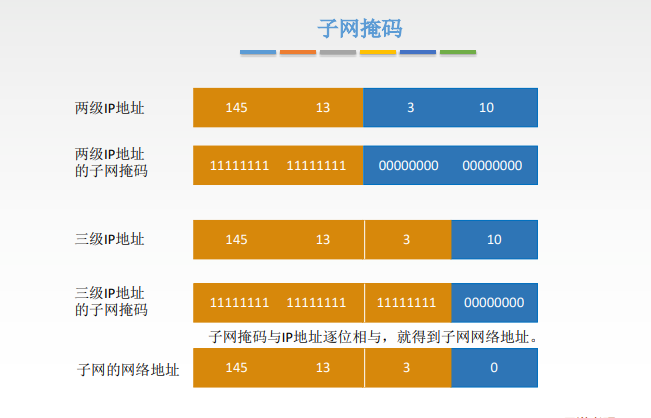 子网掩码
两级IP地址
145 13 3 10
两级IP地址
的子网掩码
11111111 11111111 00000000 00000000
三级IP地址
145 13 3 10
三级IP地址
的子网掩码
11111111 11111111 11111111 00000000
子网掩码与IP地址逐位相与，就得到子网网络地址。
子网的网络地址
145 13 3 0